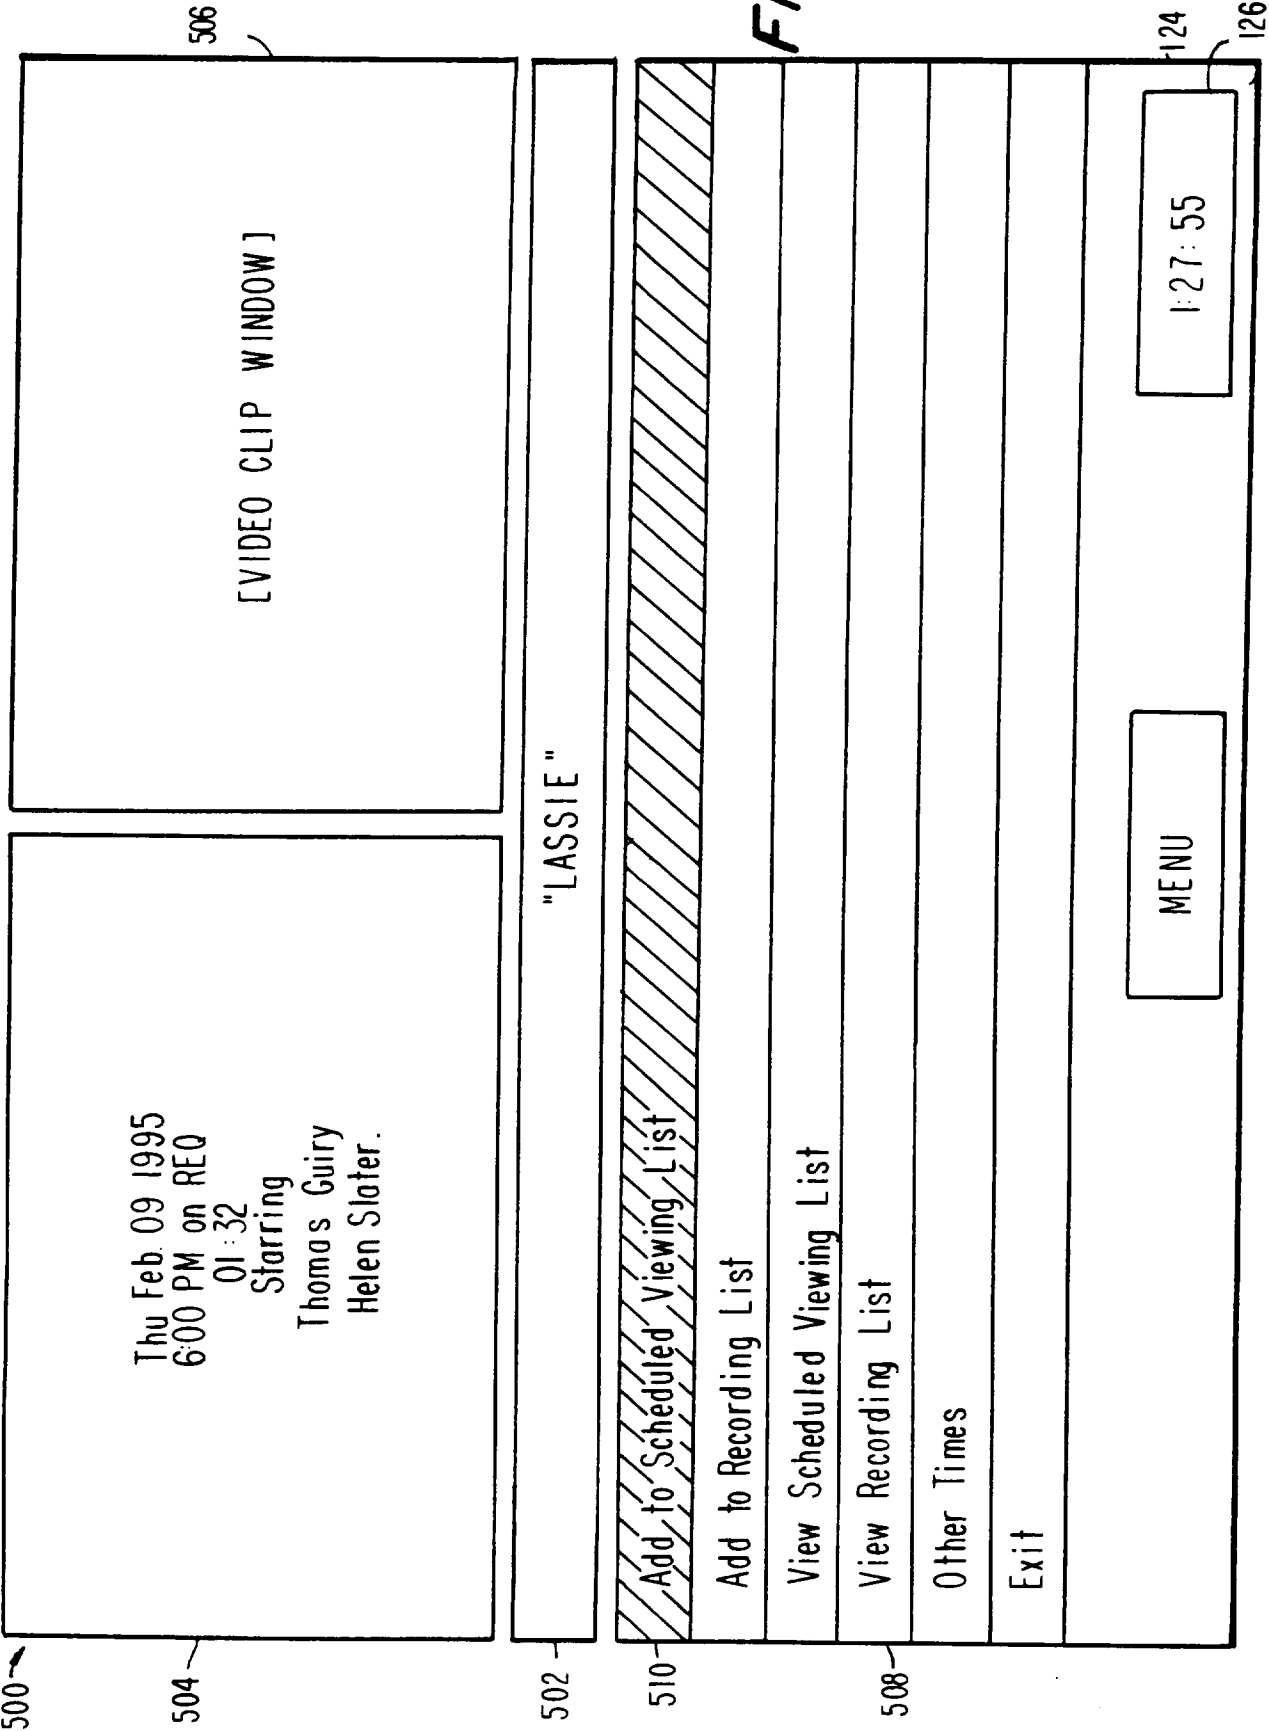 500
504
Thu Feb. 09 1995
6:00 PM on REQ
01:32
Starring
Thomas Guiry
Helen Slater.
506
[VIDEO CLIP WINDOW]
502
"LASSIE"
510
Add to Scheduled Viewing List
Add to Recording List
View Scheduled Viewing List
508
View Recording List
Other Times
Exit
MENU
1:27:55
124
126